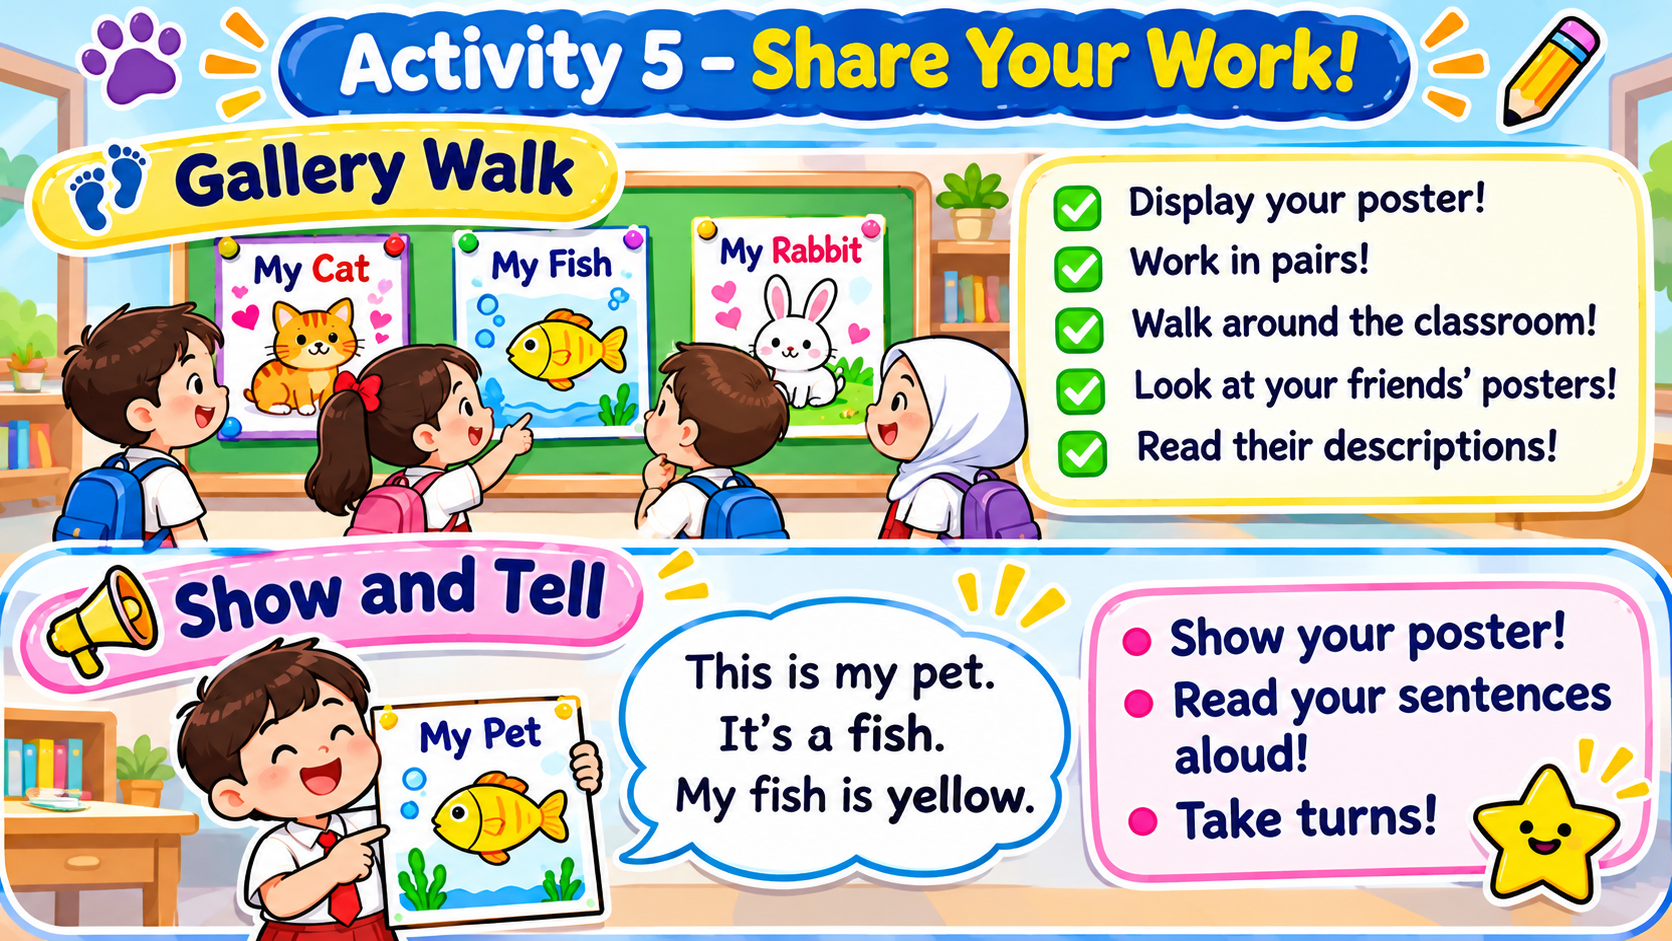 Activity 5 - Share Your Work!
Gallery Walk
My Cat
My Fish
My Rabbit
Display your poster!
Work in pairs!
Walk around the classroom!
Look at your friends’ posters!
Read their descriptions!
Show and Tell
My Pet
This is my pet.
It’s a fish.
My fish is yellow.
Show your poster!
Read your sentences
aloud!
Take turns!